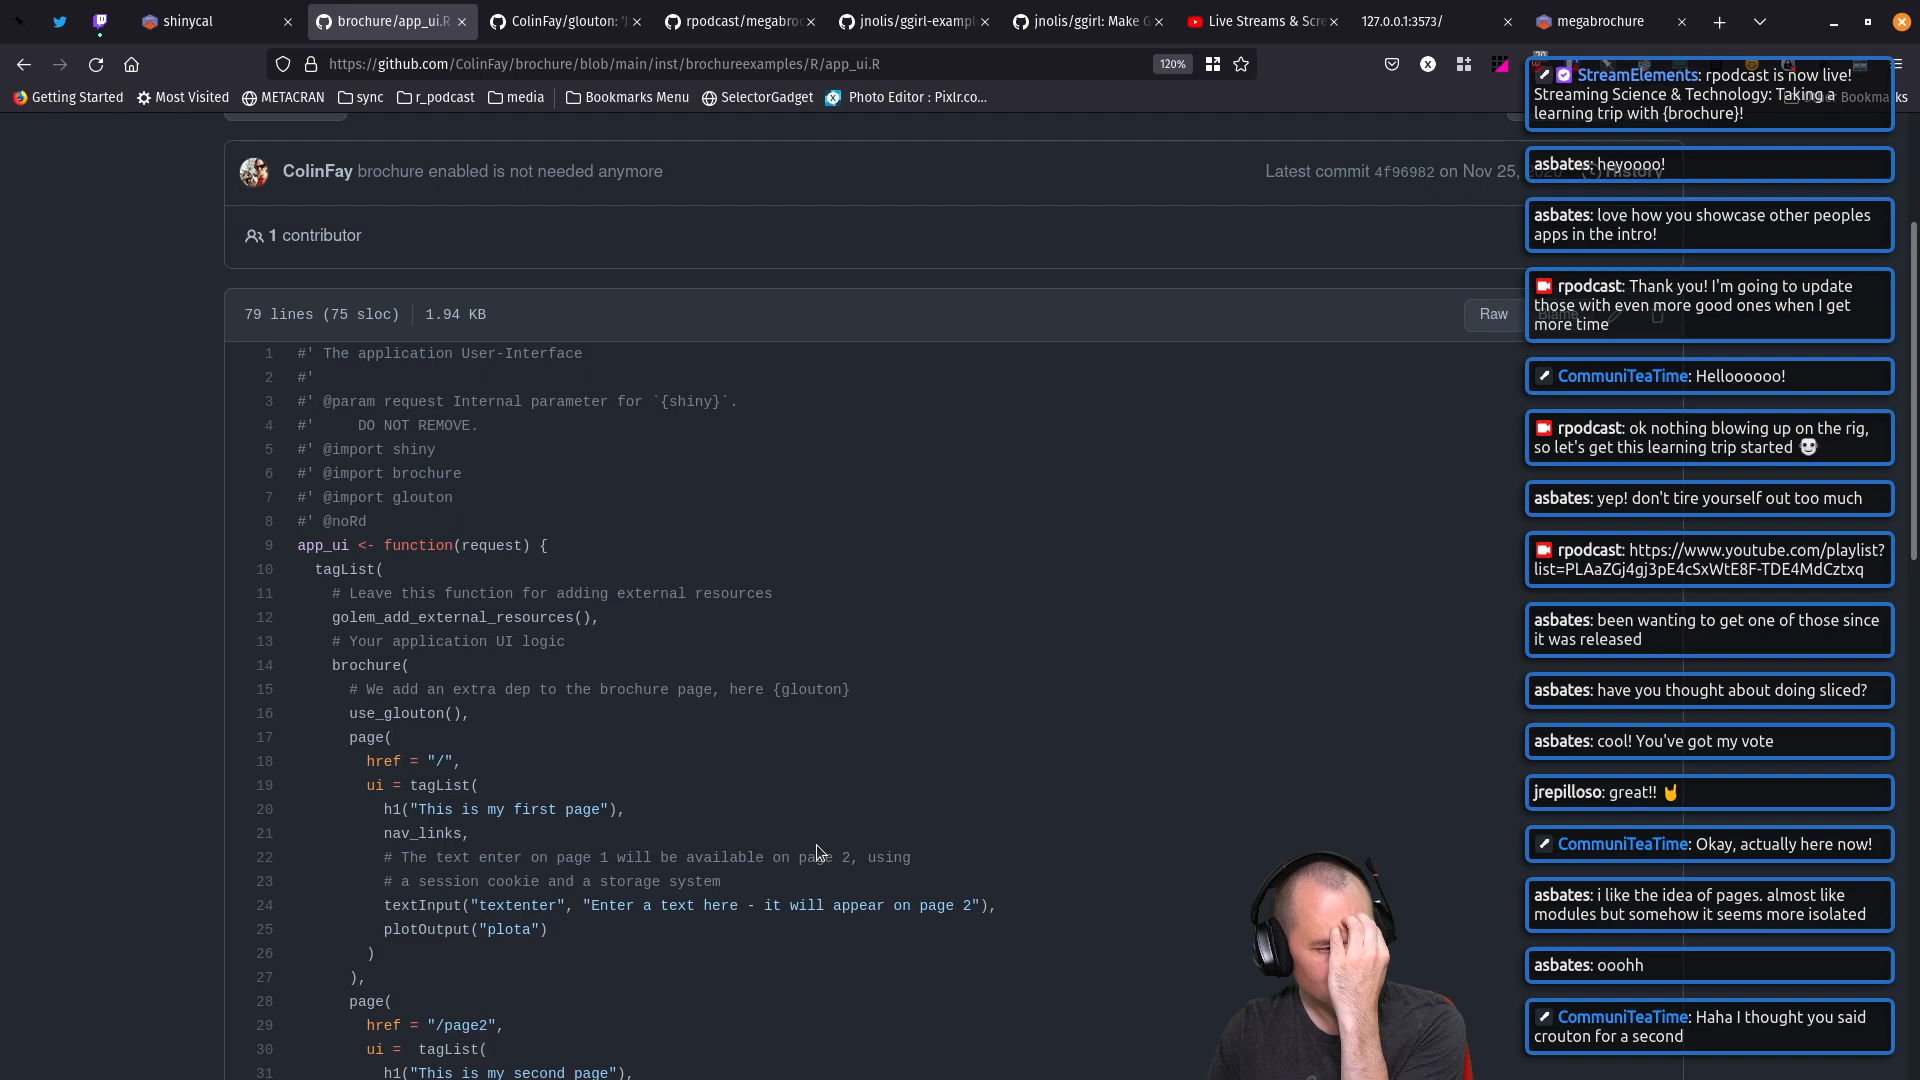 shinycal
brochure/app_ui.R
ColinFay/glouton: '
rpodcast/megabroc
jnolis/ggirl-exampl
jnolis/ggirl: Make G
Live Streams & Scre
127.0.0.1:3573/
megabrochure
https://github.com/ColinFay/brochure/blob/main/inst/brochureexamples/R/app_ui.R
120%
Getting Started
Most Visited
METACRAN
sync
r_podcast
media
Bookmarks Menu
SelectorGadget
Photo Editor : Pixlr.co...
Other Bookmarks
ColinFay brochure enabled is not needed anymore
Latest commit 4f96982 on Nov 25, 2020
History
1 contributor
79 lines (75 sloc) 1.94 KB
Raw
Blame
1 #' The application User-Interface
2 #'
3 #' @param request Internal parameter for `{shiny}`.
4 #'     DO NOT REMOVE.
5 #' @import shiny
6 #' @import brochure
7 #' @import glouton
8 #' @noRd
9 app_ui <- function(request) {
10   tagList(
11     # Leave this function for adding external resources
12     golem_add_external_resources(),
13     # Your application UI logic
14     brochure(
15       # We add an extra dep to the brochure page, here {glouton}
16       use_glouton(),
17       page(
18         href = "/",
19         ui = tagList(
20           h1("This is my first page"),
21           nav_links,
22           # The text enter on page 1 will be available on page 2, using
23           # a session cookie and a storage system
24           textInput("textenter", "Enter a text here - it will appear on page 2"),
25           plotOutput("plota")
26         )
27       ),
28       page(
29         href = "/page2",
30         ui =  tagList(
31           h1("This is my second page"),
StreamElements: rpodcast is now live!
Streaming Science & Technology: Taking a
learning trip with {brochure}!
asbates: heyoooo!
asbates: love how you showcase other peoples
apps in the intro!
rpodcast: Thank you! I'm going to update
those with even more good ones when I get
more time
CommuniTeaTime: Helloooooo!
rpodcast: ok nothing blowing up on the rig,
so let's get this learning trip started
asbates: yep! don't tire yourself out too much
rpodcast: https://www.youtube.com/playlist?
list=PLAaZGj4gj3pE4cSxWtE8F-TDE4MdCztxq
asbates: been wanting to get one of those since
it was released
asbates: have you thought about doing sliced?
asbates: cool! You've got my vote
jrepilloso: great!! 🤘
CommuniTeaTime: Okay, actually here now!
asbates: i like the idea of pages. almost like
modules but somehow it seems more isolated
asbates: ooohh
CommuniTeaTime: Haha I thought you said
crouton for a second